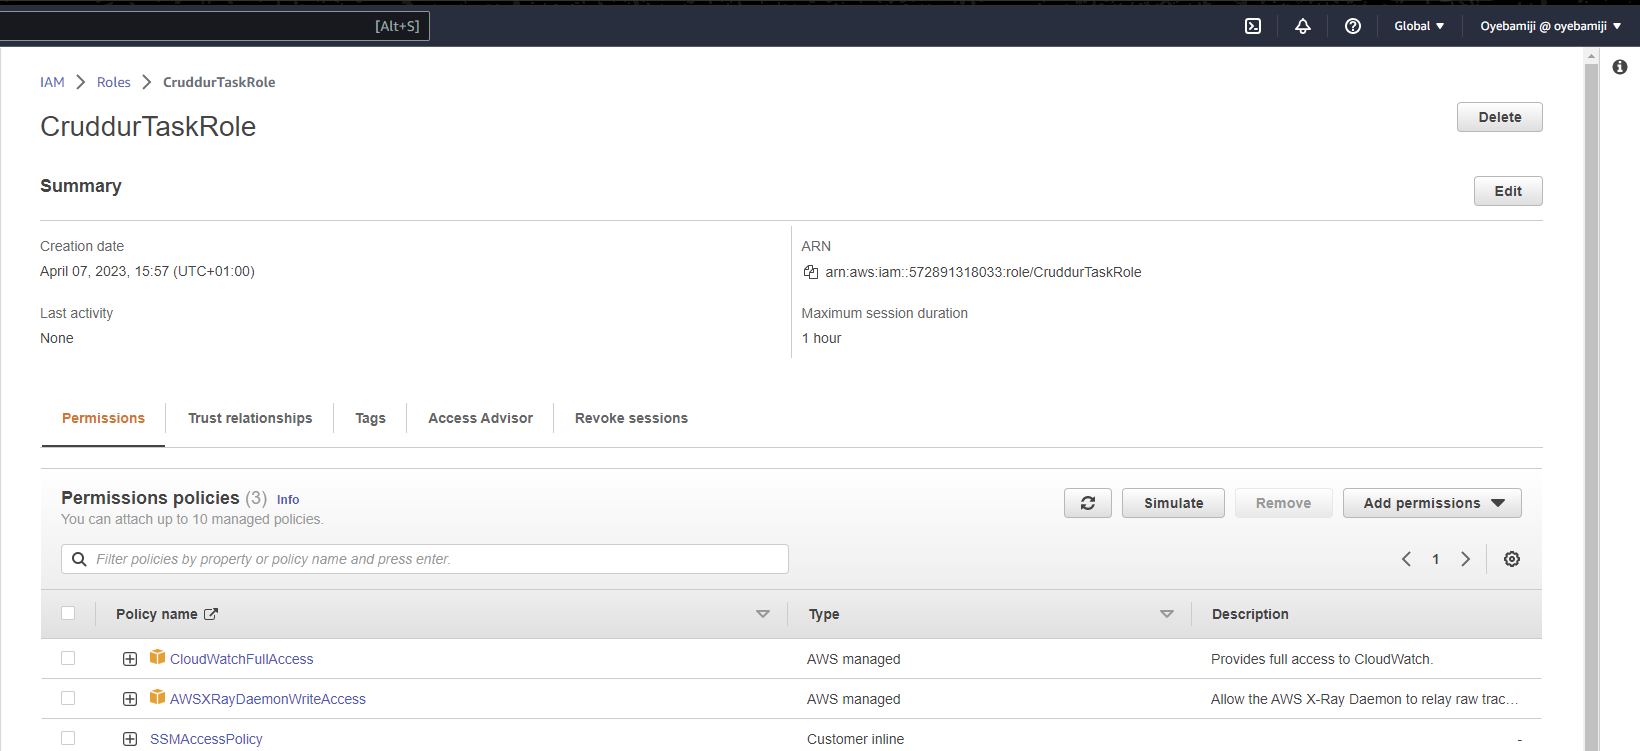 [Alt+S] Global Oyebamiji @ oyebamiji
IAM Roles CruddurTaskRole
CruddurTaskRole
Delete
Summary
Edit
Creation date
April 07, 2023, 15:57 (UTC+01:00)
Last activity
None
ARN
arn:aws:iam::572891318033:role/CruddurTaskRole
Maximum session duration
1 hour
Permissions Trust relationships Tags Access Advisor Revoke sessions
Permissions policies (3) Info
You can attach up to 10 managed policies.
Simulate Remove Add permissions
Filter policies by property or policy name and press enter.
1
Policy name Type Description
CloudWatchFullAccess AWS managed Provides full access to CloudWatch.
AWSXRayDaemonWriteAccess AWS managed Allow the AWS X-Ray Daemon to relay raw trac...
SSMAccessPolicy Customer inline -